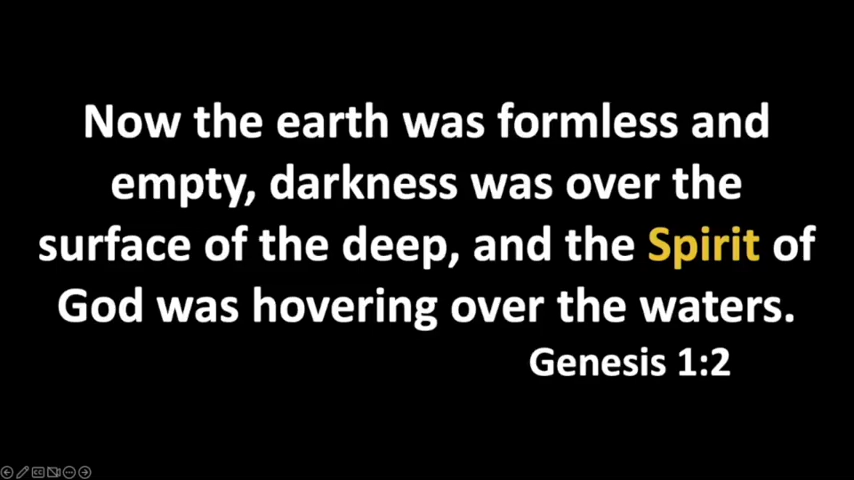 Now the earth was formless and
empty, darkness was over the
surface of the deep, and the Spirit of
God was hovering over the waters.
Genesis 1:2